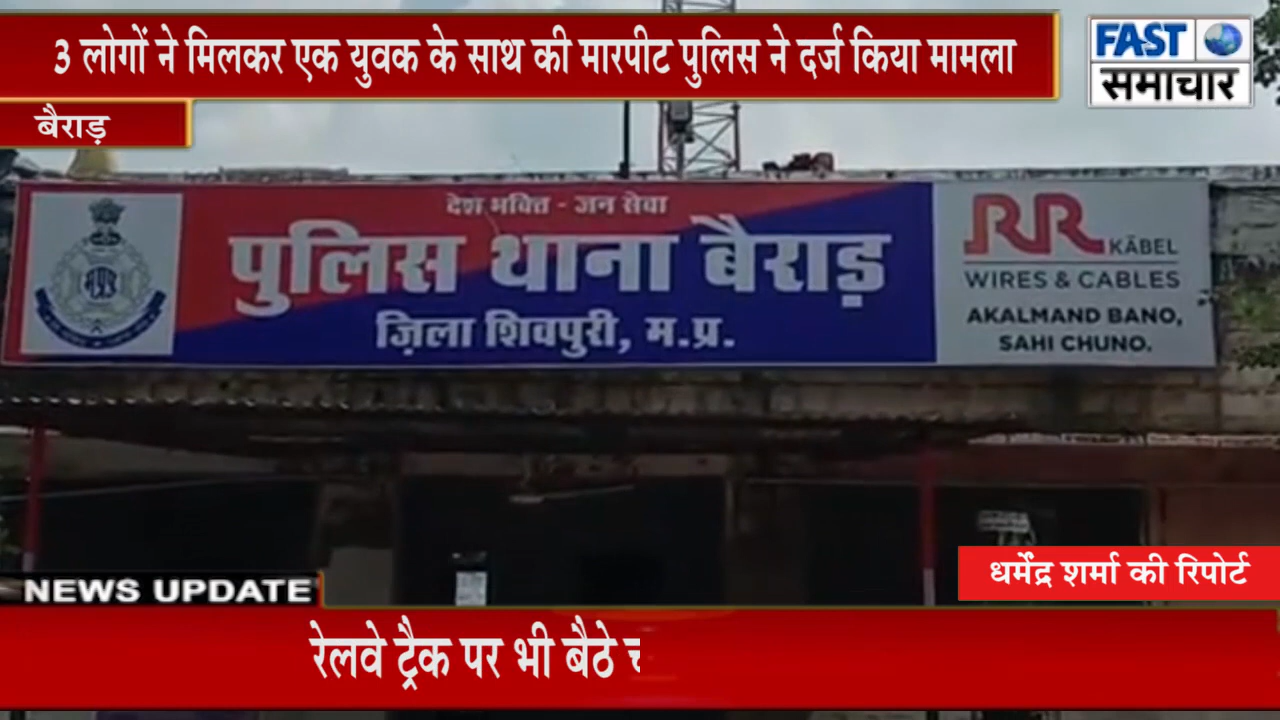 3 लोगों ने मिलकर एक युवक के साथ की मारपीट पुलिस ने दर्ज किया मामला
FAST
समाचार
बैराड़
देश भक्ति - जन सेवा
पुलिस थाना बैराड़
ज़िला शिवपुरी, म.प्र.
RR KĀBEL
WIRES & CABLES
AKALMAND BANO,
SAHI CHUNO.
धर्मेंद्र शर्मा की रिपोर्ट
NEWS UPDATE
रेलवे ट्रैक पर भी बैठे